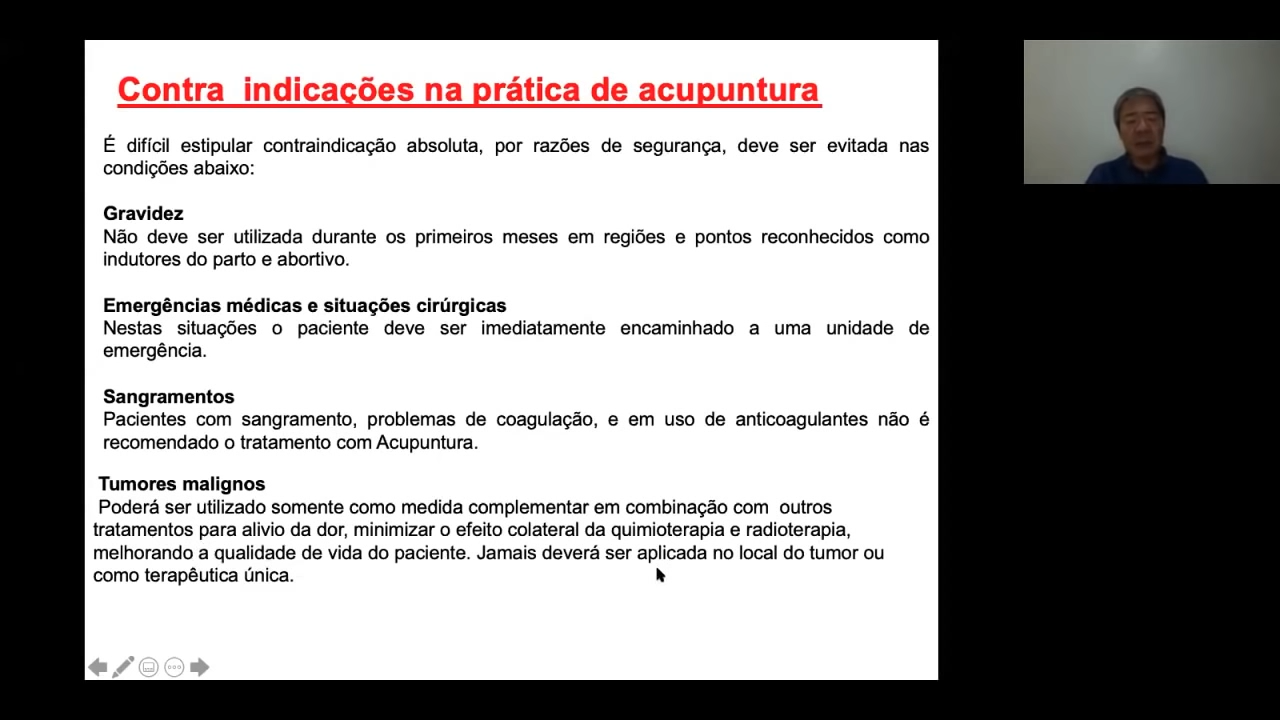 Contra indicações na prática de acupuntura
É difícil estipular contraindicação absoluta, por razões de segurança, deve ser evitada nas
condições abaixo:
Gravidez
Não deve ser utilizada durante os primeiros meses em regiões e pontos reconhecidos como
indutores do parto e abortivo.
Emergências médicas e situações cirúrgicas
Nestas situações o paciente deve ser imediatamente encaminhado a uma unidade de
emergência.
Sangramentos
Pacientes com sangramento, problemas de coagulação, e em uso de anticoagulantes não é
recomendado o tratamento com Acupuntura.
Tumores malignos
Poderá ser utilizado somente como medida complementar em combinação com outros
tratamentos para alivio da dor, minimizar o efeito colateral da quimioterapia e radioterapia,
melhorando a qualidade de vida do paciente. Jamais deverá ser aplicada no local do tumor ou
como terapêutica única.